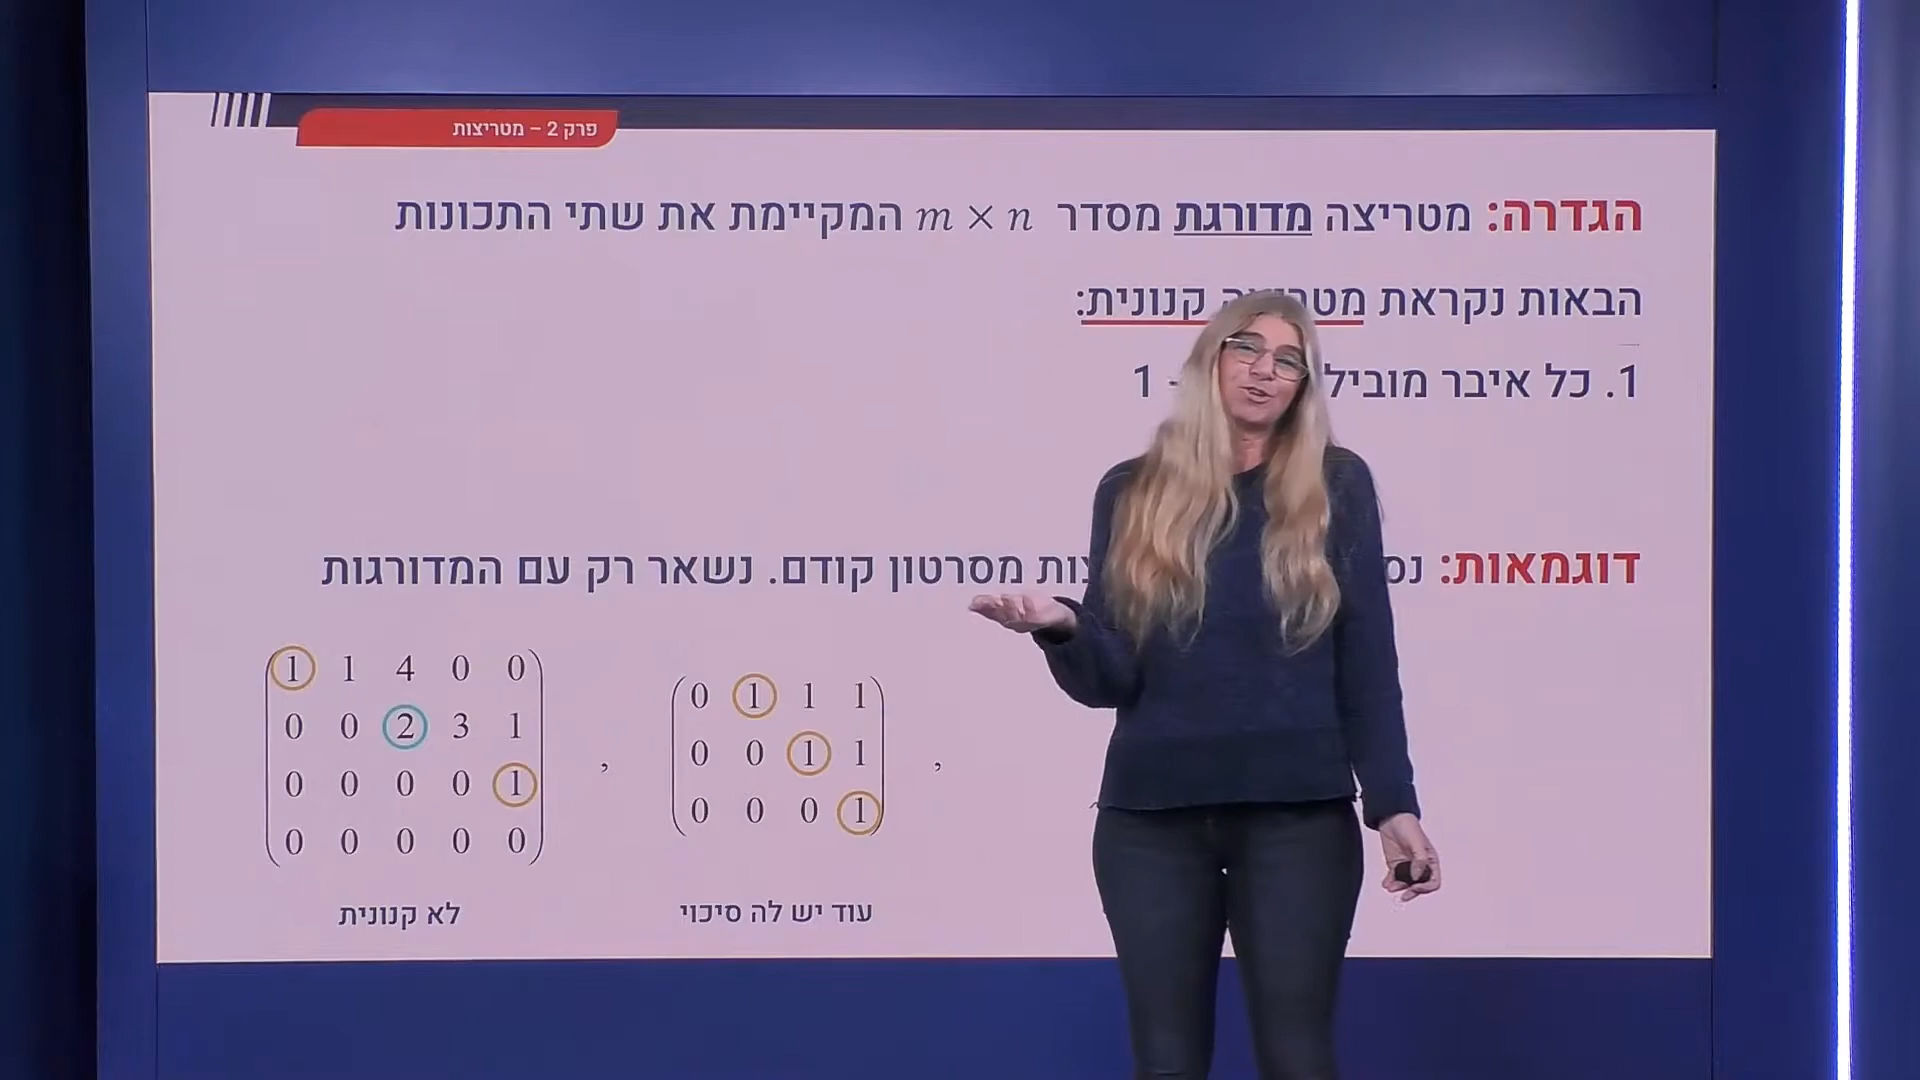 פרק 2 – מטריצות
הגדרה: מטריצה מדורגת מסדר m × n המקיימת את שתי התכונות
הבאות נקראת מטריצה קנונית:
1. כל איבר מוביל - 1
דוגמאות: מסרטון קודם. נשאר רק עם המדורגות
1 1 4 0 0
0 0 2 3 1
0 0 0 0 1
0 0 0 0 0
,
0 1 1 1
0 0 1 1
0 0 0 1
,
לא קנונית
עוד יש לה סיכוי